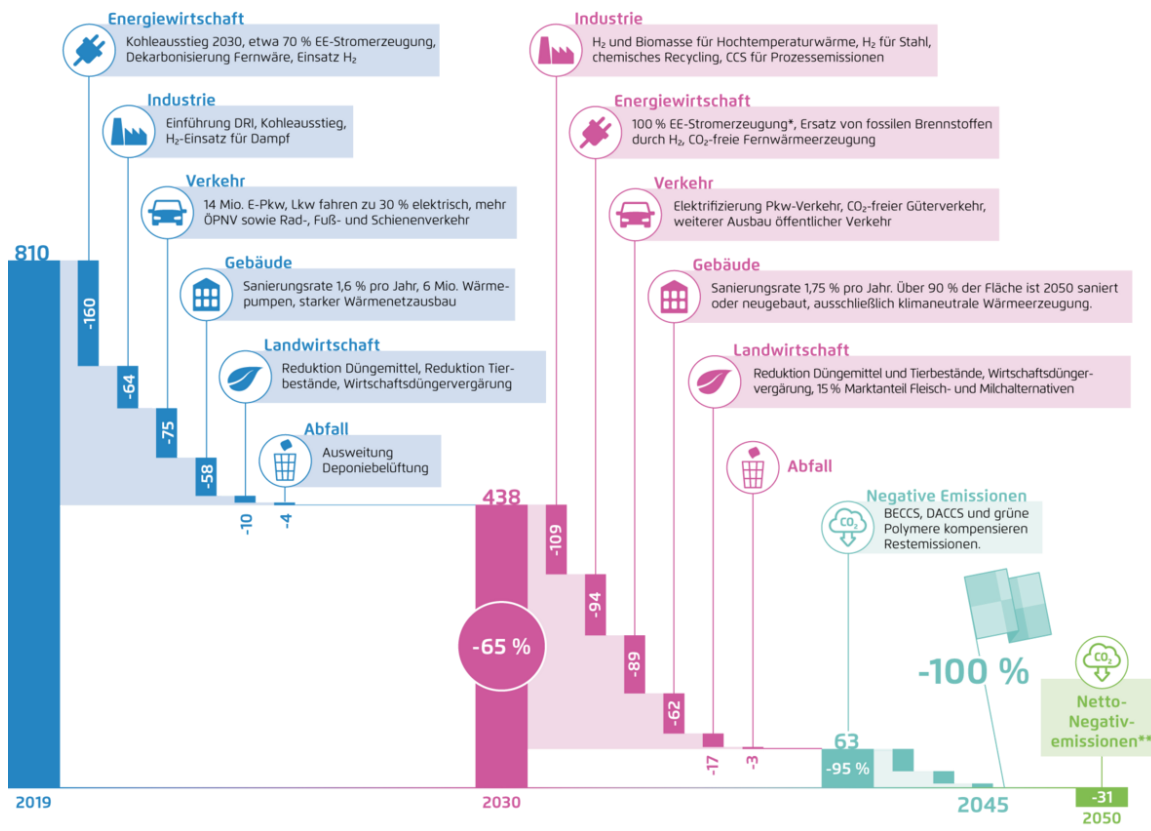 Energiewirtschaft
Kohleausstieg 2030, etwa 70 % EE-Stromerzeugung,
Dekarbonisierung Fernwäre, Einsatz H₂
Industrie
Einführung DRI, Kohleausstieg,
H₂-Einsatz für Dampf
Verkehr
14 Mio. E-Pkw, Lkw fahren zu 30 % elektrisch, mehr
ÖPNV sowie Rad-, Fuß- und Schienenverkehr
Gebäude
Sanierungsrate 1,6 % pro Jahr, 6 Mio. Wärme-
pumpen, starker Wärmenetzausbau
Landwirtschaft
Reduktion Düngemittel, Reduktion Tier-
bestände, Wirtschaftsdüngervergärung
Abfall
Ausweitung
Deponiebelüftung
810
-160
-64
-75
-58
-10
-4
2019
Industrie
H₂ und Biomasse für Hochtemperaturwärme, H₂ für Stahl,
chemisches Recycling, CCS für Prozessemissionen
Energiewirtschaft
100 % EE-Stromerzeugung*, Ersatz von fossilen Brennstoffen
durch H₂, CO₂-freie Fernwärmeerzeugung
Verkehr
Elektrifizierung Pkw-Verkehr, CO₂-freier Güterverkehr,
weiterer Ausbau öffentlicher Verkehr
Gebäude
Sanierungsrate 1,75 % pro Jahr. Über 90 % der Fläche ist 2050 saniert
oder neugebaut, ausschließlich klimaneutrale Wärmeerzeugung.
Landwirtschaft
Reduktion Düngemittel und Tierbestände, Wirtschaftsdünger-
vergärung, 15 % Marktanteil Fleisch- und Milchalternativen
Abfall
438
-65 %
-109
-94
-89
-62
-17
-3
2030
Negative Emissionen
CO₂
BECCS, DACCS und grüne
Polymere kompensieren
Restemissionen.
63
-95 %
-100 %
2045
CO₂
Netto-
Negativ-
emissionen**
-31
2050